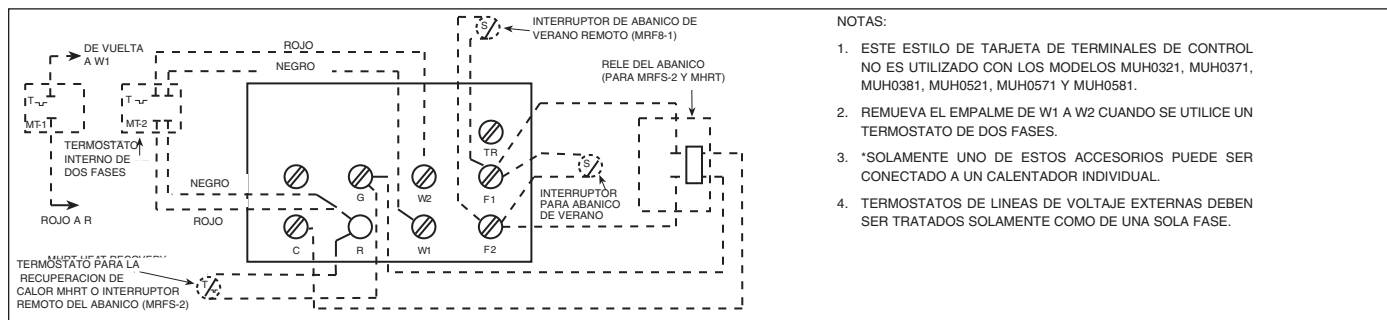 DE VUELTA
A W1
ROJO
NEGRO
INTERRUPTOR DE ABANICO DE
VERANO REMOTO (MRF8-1)
S
RELE DEL ABANICO
(PARA MRFS-2 Y MHRT)
T
MT-1
T
MT-2
TERMOSTATO
INTERNO DE
DOS FASES
TR
S
NEGRO
G
W2
F1
INTERRUPTOR
PARA ABANICO
DE VERANO
ROJO A R
ROJO
C
R
W1
F2
MHRT HEAT RECOVERY
TERMOSTATO PARA LA
RECUPERACION DE
CALOR MHRT O INTERRUPTOR
REMOTO DEL ABANICO (MRFS-2)
T
NOTAS:
1. ESTE ESTILO DE TARJETA DE TERMINALES DE CONTROL
NO ES UTILIZADO CON LOS MODELOS MUH0321, MUH0371,
MUH0381, MUH0521, MUH0571 Y MUH0581.
2. REMUEVA EL EMPALME DE W1 A W2 CUANDO SE UTILICE UN
TERMOSTATO DE DOS FASES.
3. *SOLAMENTE UNO DE ESTOS ACCESORIOS PUEDE SER
CONECTADO A UN CALENTADOR INDIVIDUAL.
4. TERMOSTATOS DE LINEAS DE VOLTAJE EXTERNAS DEBEN
SER TRATADOS SOLAMENTE COMO DE UNA SOLA FASE.